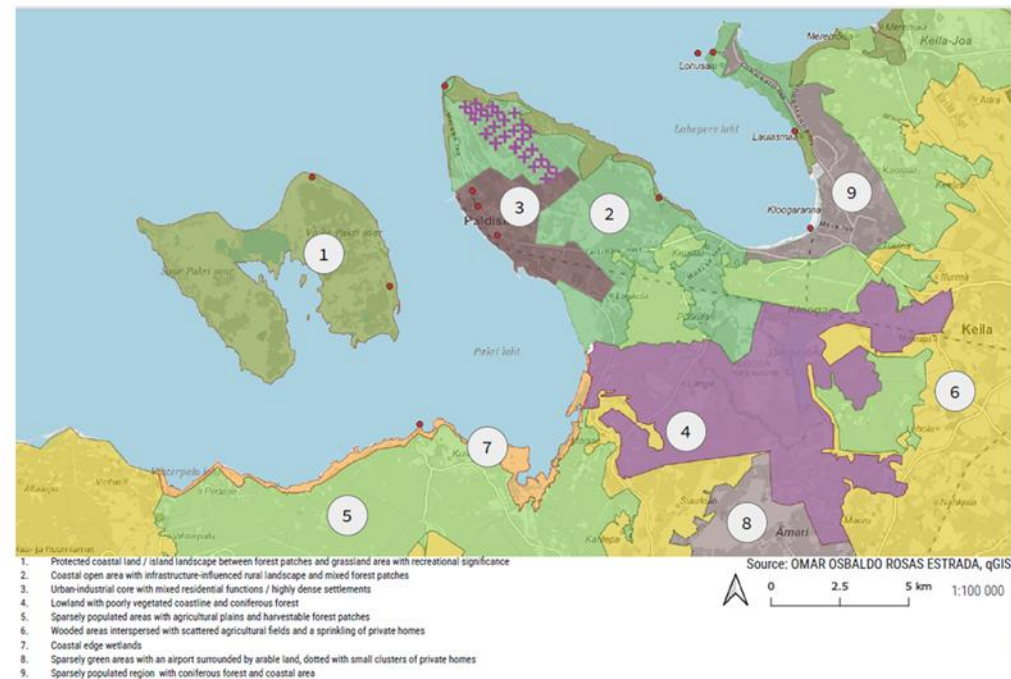 Meremõisa
Keila-Joa
Lohusalu
Lahepere laht
Laulasmaa
9
3
2
Kloogaranna
1
Väike-Pakri saar
Suur-Pakri saar
Pakri laht
Keila
6
4
7
5
8
Ämari
1. Protected coastal land / island landscape between forest patches and grassland area with recreational significance
2. Coastal open area with infrastructure-influenced rural landscape and mixed forest patches
3. Urban-industrial core with mixed residential functions / highly dense settlements
4. Lowland with poorly vegetated coastline and coniferous forest
5. Sparsely populated areas with agricultural plains and harvestable forest patches
6. Wooded areas interspersed with scattered agricultural fields and a sprinkling of private homes
7. Coastal edge wetlands
8. Sparsely green areas with an airport surrounded by arable land, dotted with small clusters of private homes
9. Sparsely populated region with coniferous forest and coastal area
Source: OMAR OSBALDO ROSAS ESTRADA, qGIS
0 2.5 5 km 1:100 000